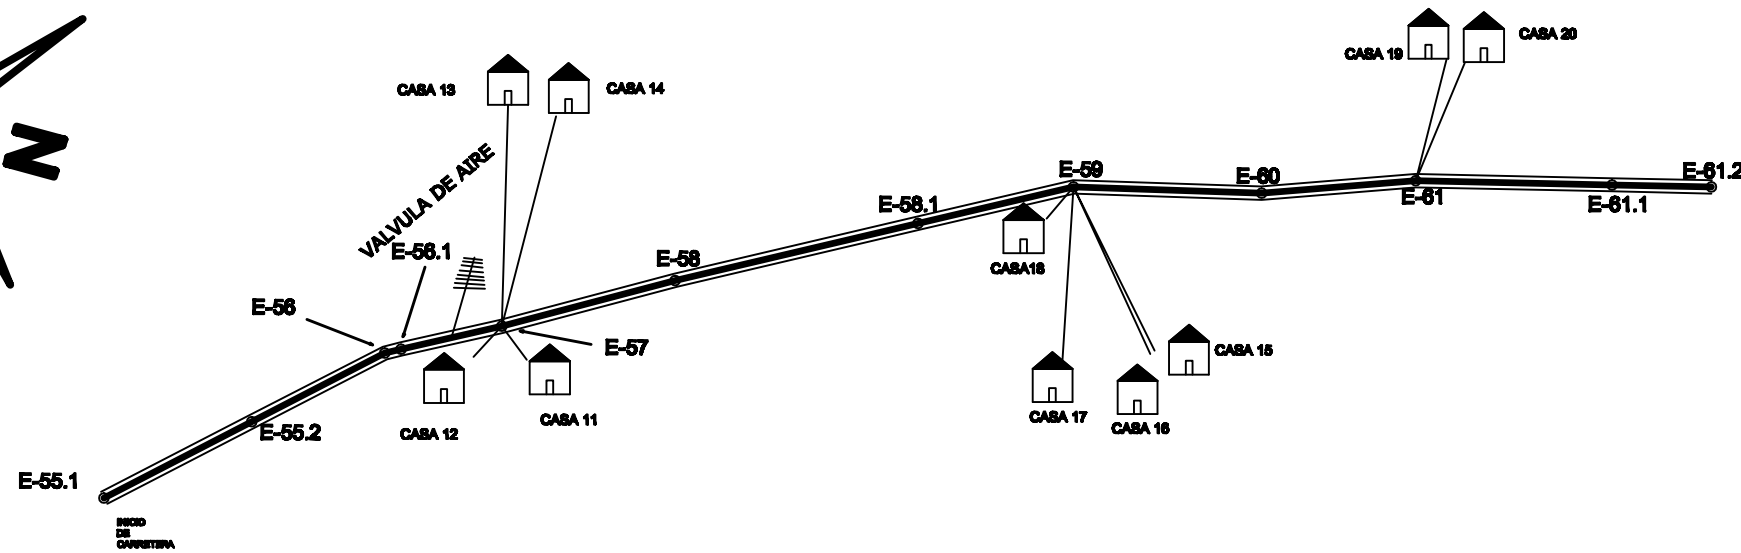 CASA 19
CASA 20
CASA 13
CASA 14
N
VALVULA DE AIRE
E-59
E-60
E-61
E-61.1
E-61.2
E-58.1
E-56.1
E-58
CASA18
E-56
E-57
CASA 15
CASA 17
CASA 16
CASA 11
CASA 12
E-55.2
E-55.1
INICIO
DE
CARRETERA